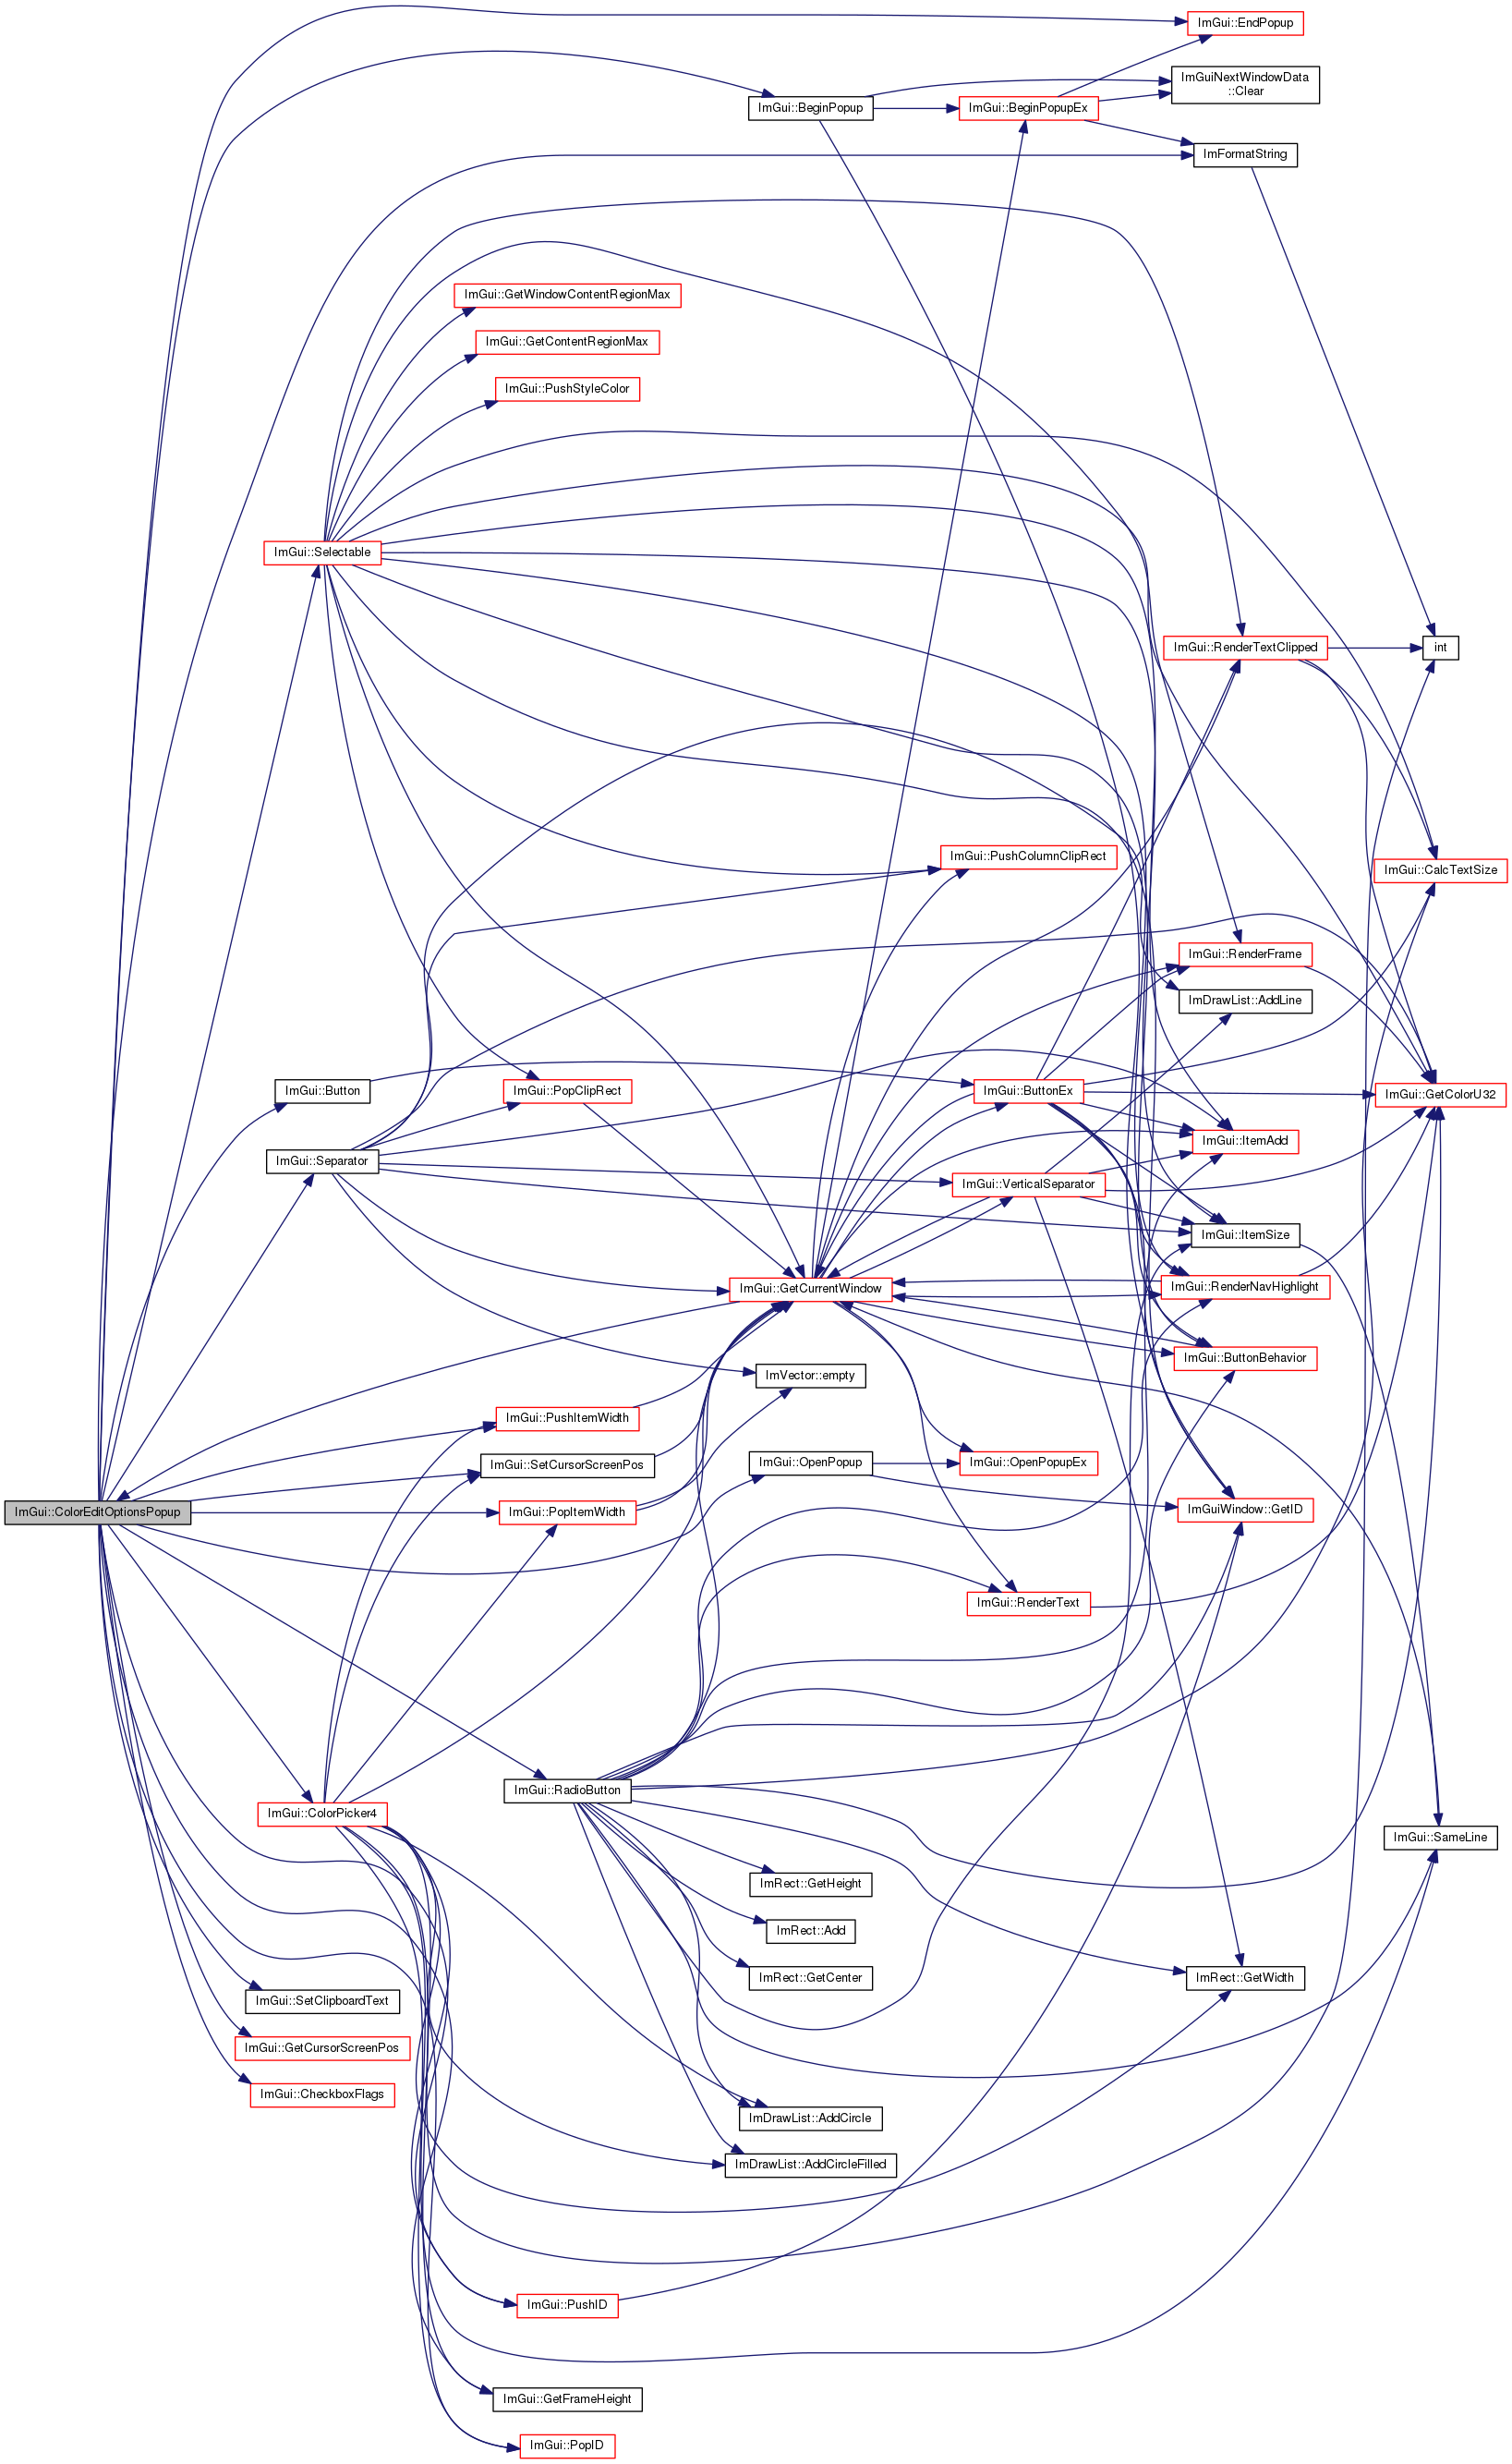 ImGui::EndPopup
ImGuiNextWindowData
::Clear
ImGui::BeginPopup
ImGui::BeginPopupEx
ImFormatString
ImGui::GetWindowContentRegionMax
ImGui::GetContentRegionMax
ImGui::PushStyleColor
ImGui::Selectable
ImGui::RenderTextClipped
int
ImGui::PushColumnClipRect
ImGui::CalcTextSize
ImGui::RenderFrame
ImDrawList::AddLine
ImGui::Button
ImGui::PopClipRect
ImGui::ButtonEx
ImGui::GetColorU32
ImGui::ItemAdd
ImGui::Separator
ImGui::VerticalSeparator
ImGui::ItemSize
ImGui::GetCurrentWindow
ImGui::RenderNavHighlight
ImGui::ButtonBehavior
ImVector::empty
ImGui::PushItemWidth
ImGui::SetCursorScreenPos
ImGui::OpenPopup
ImGui::OpenPopupEx
ImGui::ColorEditOptionsPopup
ImGui::PopItemWidth
ImGuiWindow::GetID
ImGui::RenderText
ImGui::RadioButton
ImGui::ColorPicker4
ImGui::SameLine
ImRect::GetHeight
ImRect::Add
ImRect::GetCenter
ImRect::GetWidth
ImGui::SetClipboardText
ImGui::GetCursorScreenPos
ImGui::CheckboxFlags
ImDrawList::AddCircle
ImDrawList::AddCircleFilled
ImGui::PushID
ImGui::GetFrameHeight
ImGui::PopID